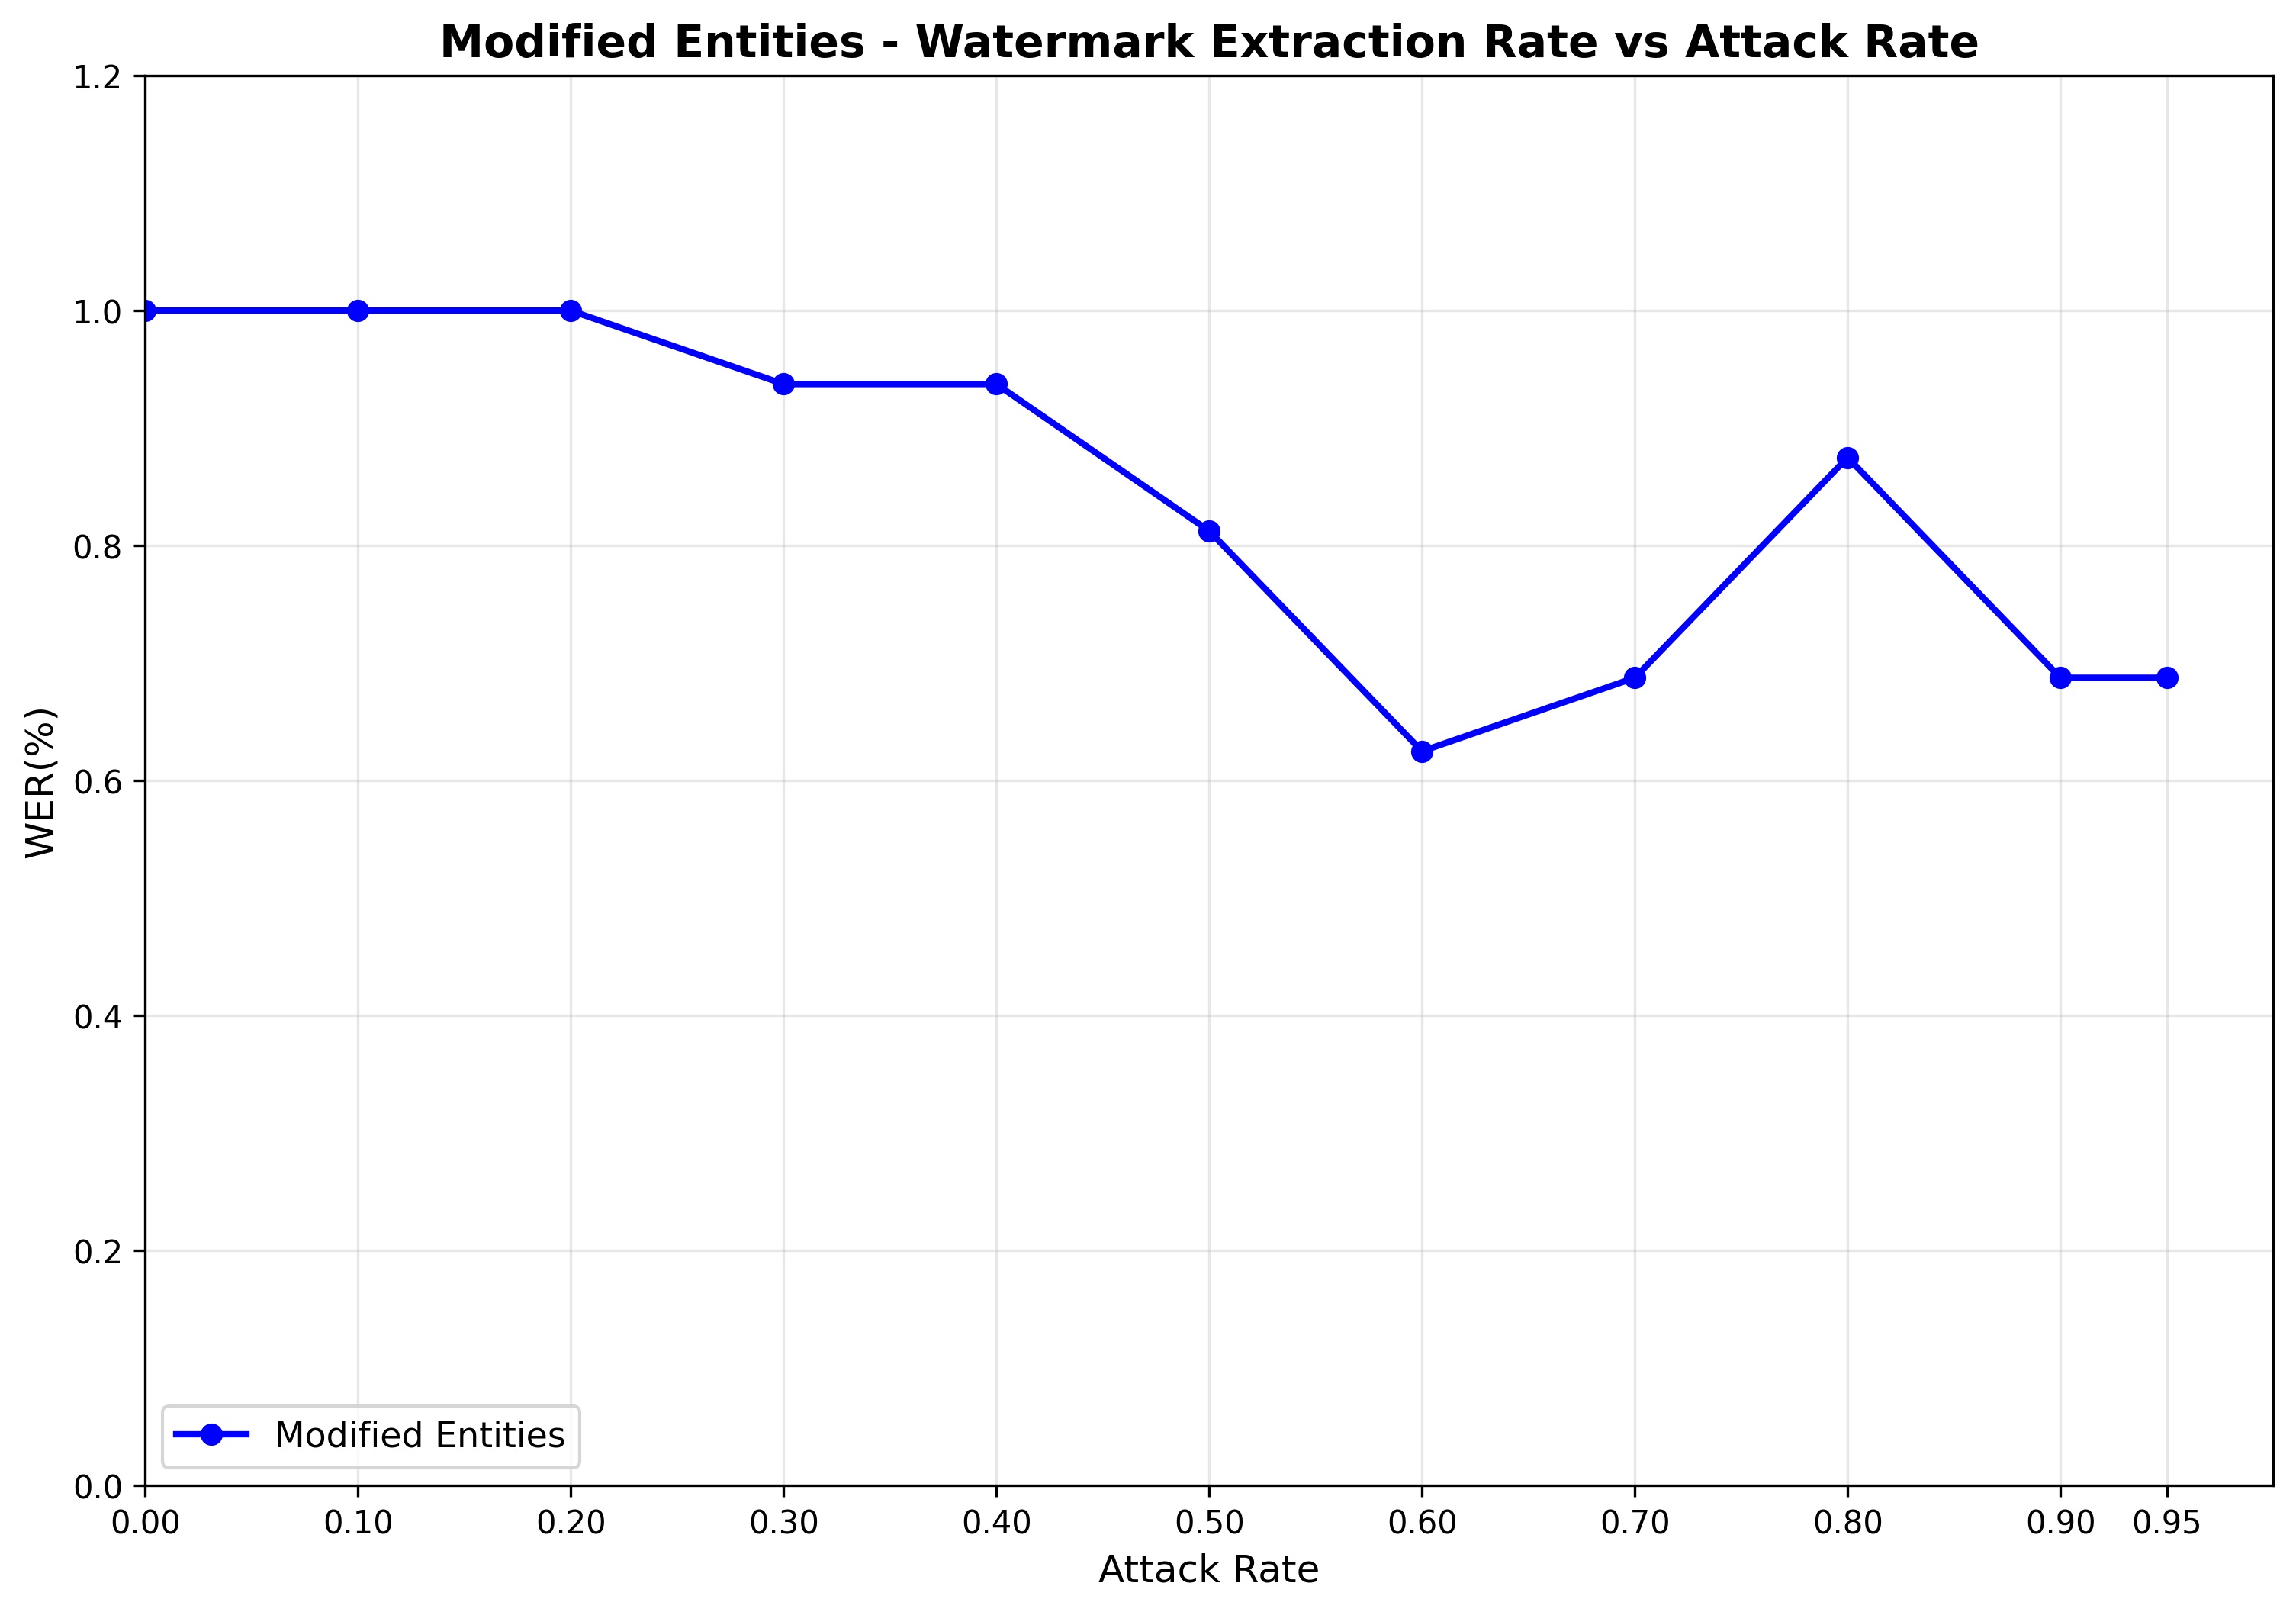 Modified Entities - Watermark Extraction Rate vs Attack Rate
1.2
1.0
0.8
0.6
0.4
0.2
0.0
WER(%)
Modified Entities
0.00 0.10 0.20 0.30 0.40 0.50 0.60 0.70 0.80 0.90 0.95
Attack Rate